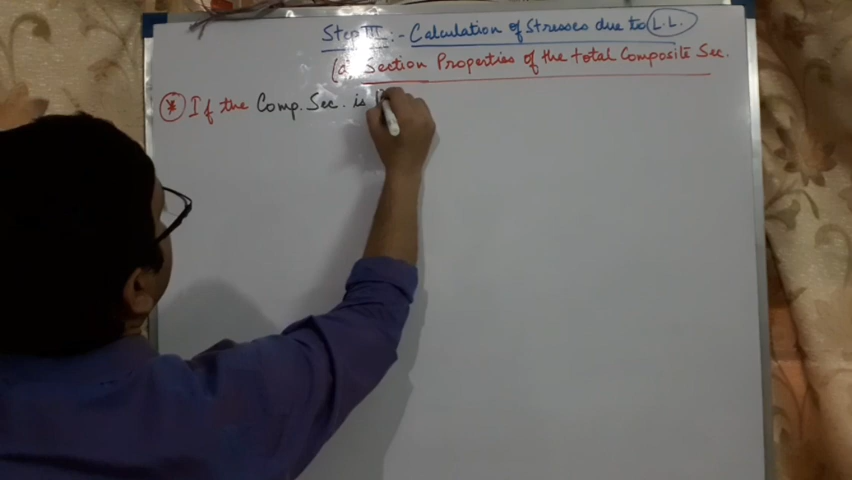 Step III :- Calculation of Stresses due to L.L.
(a) Section Properties of the total Composite Sec.
* If the Comp. Sec. is